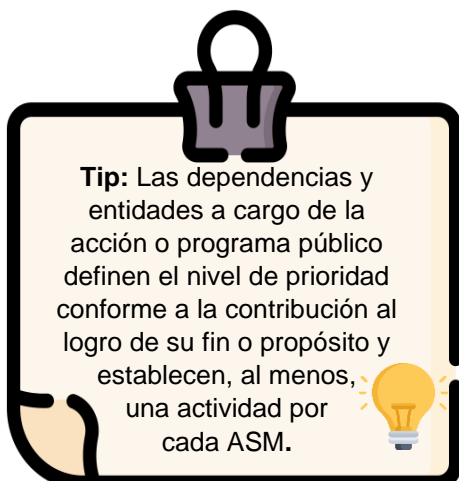 Tip: Las dependencias y
entidades a cargo de la
acción o programa público
definen el nivel de prioridad
conforme a la contribución al
logro de su fin o propósito y
establecen, al menos,
una actividad por
cada ASM.